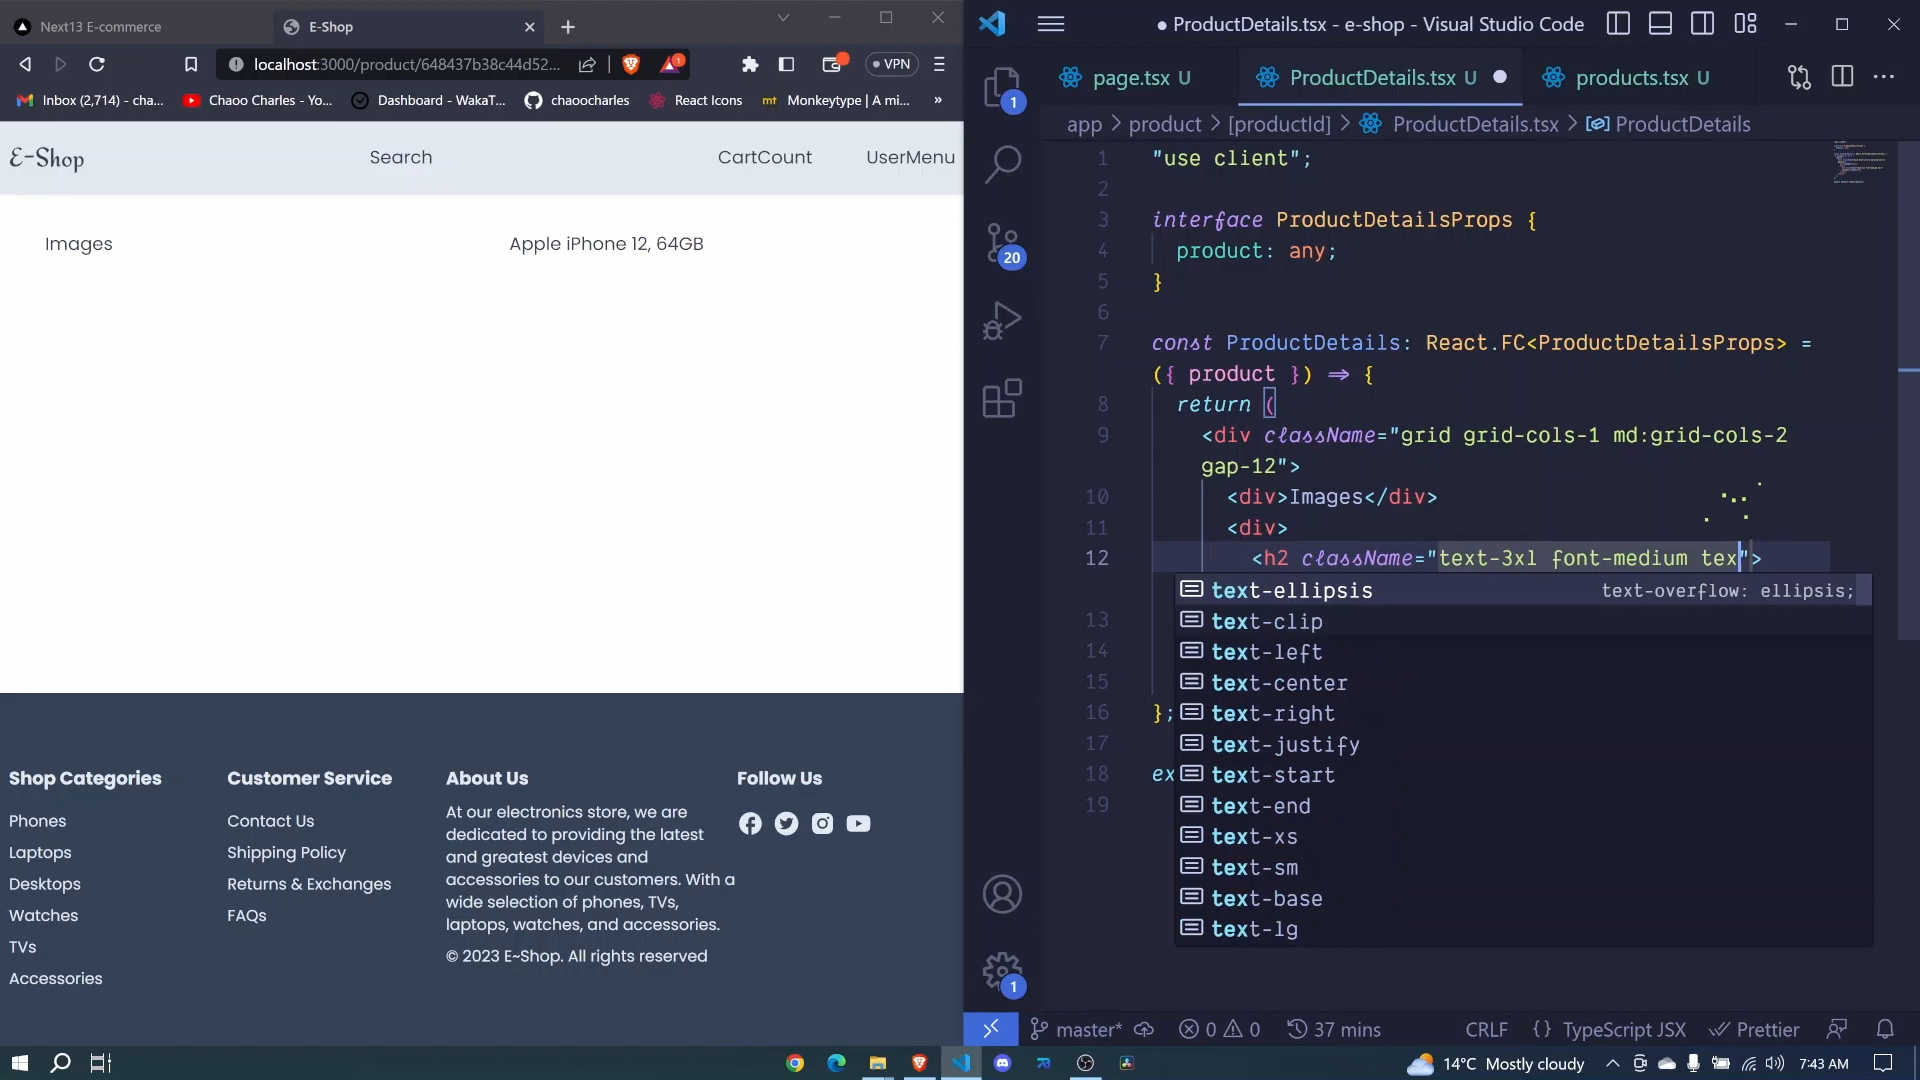 Next13 E-commerce
E-Shop
localhost:3000/product/648437b38c44d52...
1
VPN
Inbox (2,714) - cha...
Chaoo Charles - Yo...
Dashboard - WakaT...
chaoocharles
React Icons
mt
Monkeytype | A mi...
»
E-Shop
Search
CartCount
UserMenu
Images
Apple iPhone 12, 64GB
Shop Categories
Phones
Laptops
Desktops
Watches
TVs
Accessories
Customer Service
Contact Us
Shipping Policy
Returns & Exchanges
FAQs
About Us
At our electronics store, we are
dedicated to providing the latest
and greatest devices and
accessories to our customers. With a
wide selection of phones, TVs,
laptops, watches, and accessories.
© 2023 E~Shop. All rights reserved
Follow Us
● ProductDetails.tsx - e-shop - Visual Studio Code
page.tsx U
ProductDetails.tsx U
products.tsx U
1
20
1
app > product > [productId] > ProductDetails.tsx > ProductDetails
1 "use client";
2
3 interface ProductDetailsProps {
4 product: any;
5 }
6
7 const ProductDetails: React.FC<ProductDetailsProps> =
({ product }) => {
8 return (
9 <div className="grid grid-cols-1 md:grid-cols-2
gap-12">
10 <div>Images</div>
11 <div>
12 <h2 className="text-3xl font-medium tex">
text-ellipsis text-overflow: ellipsis;
text-clip
13
text-left
14
text-center
15
text-right
16 };
text-justify
17
text-start
18 ex
text-end
19
text-xs
text-sm
text-base
text-lg
master*
0
0
37 mins
CRLF
{ } TypeScript JSX
Prettier
14°C Mostly cloudy
7:43 AM